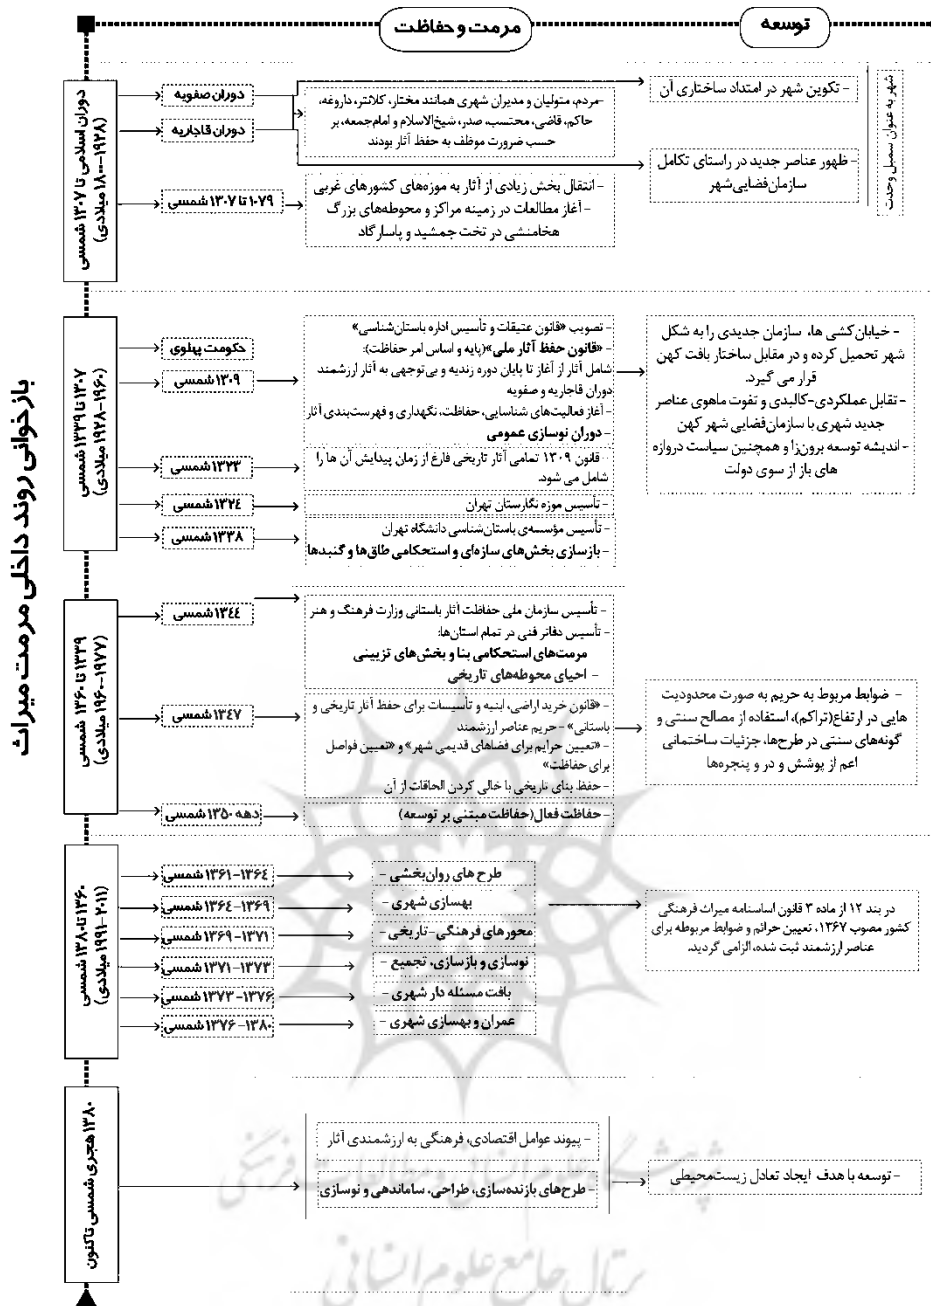 توسعه
مرمت و حفاظت
بازخوانی روند داخلی مرمت میراث
دوران اسلامی تا ۱۳۰۷ شمسی
(۱۸۰۰-۱۹۲۸ میلادی)
دوران صفویه
دوران قاجاریه
-مردم، متولیان و مدیران شهری همانند مختار، کلانتر، داروغه،
حاکم، قاضی، محتسب، صدر، شیخ‌الاسلام و امام‌جمعه، بر
حسب ضرورت موظف به حفظ آثار بودند
- تکوین شهر در امتداد ساختاری آن
- ظهور عناصر جدید در راستای تکامل
سازمان‌فضایی‌شهر
شهر به عنوان سمبل وحدت
۱۰۷۹ تا ۱۳۰۷ شمسی
- انتقال بخش زیادی از آثار به موزه‌های کشورهای غربی
- آغاز مطالعات در زمینه مراکز و محوطه‌های بزرگ
هخامنشی در تخت جمشید و پاسارگاد
۱۳۰۷ تا ۱۳۳۹ شمسی
(۱۹۲۸-۱۹۶۰ میلادی)
حکومت پهلوی
۱۳۰۹ شمسی
- تصویب «قانون عتیقات و تأسیس اداره باستان‌شناسی»
- «قانون حفظ آثار ملی»(پایه و اساس امر حفاظت):
شامل آثار از آغاز تا پایان دوره زندیه و بی‌توجهی به آثار ارزشمند
دوران قاجاریه و صفویه
- آغاز فعالیت‌های شناسایی، حفاظت، نگهداری و فهرست‌بندی آثار
- دوران نوسازی عمومی
- خیابان‌کشی ها، سازمان جدیدی را به شکل
شهر تحمیل کرده و در مقابل ساختار بافت کهن
قرار می گیرد.
- تقابل عملکردی-کالبدی و تفوت ماهوی عناصر
جدید شهری با سازمان‌فضایی شهر کهن
- اندیشه توسعه برون‌زا و همچنین سیاست دروازه
های باز از سوی دولت
۱۳۲۳ شمسی
- قانون ۱۳۰۹ تمامی آثار تاریخی فارغ از زمان پیدایش آن ها را
شامل می شود.
۱۳۲٤ شمسی
- تأسیس موزه نگارستان تهران
۱۳۳۸ شمسی
- تأسیس مؤسسه‌ی باستان‌شناسی دانشگاه تهران
- بازسازی بخش‌های سازه‌ای و استحکامی طاق‌ها و گنبدها
۱۳۳۹ تا ۱۳۶۰ شمسی
(۱۹۶۰-۱۹۷۷ میلادی)
۱۳٤٤ شمسی
- تأسیس سازمان ملی حفاظت آثار باستانی وزارت فرهنگ و هنر
- تأسیس دفاتر فنی در تمام استان‌ها:
مرمت‌های استحکامی بنا و بخش‌های تزیینی
- احیای محوطه‌های تاریخی
۱۳٤۷ شمسی
- «قانون خرید اراضی، ابنیه و تأسیسات برای حفظ آثار تاریخی و
باستانی» - حریم عناصر ارزشمند
- «تعیین حرایم برای فضاهای قدیمی شهر» و «تعیین فواصل
برای حفاظت»
- حفظ بنای تاریخی با خالی کردن الحاقات از آن
- ضوابط مربوط به حریم به صورت محدودیت
هایی در ارتفاع(تراکم)، استفاده از مصالح سنتی و
گونه‌های سنتی در طرح‌ها، جزئیات ساختمانی
اعم از پوشش و در و پنجره‌ها
دهه ۱۳۵۰ شمسی
- حفاظت فعال(حفاظت مبتنی بر توسعه)
۱۳۶۰ تا ۱۳۸۰ شمسی
(۱۹۹۱-۲۰۱۱ میلادی)
۱۳۶۱-۱۳۶٤ شمسی
طرح های روان‌بخشی -
۱۳۶٤-۱۳۶۹ شمسی
بهسازی شهری -
۱۳۶۹-۱۳۷۱ شمسی
محورهای فرهنگی-تاریخی -
۱۳۷۱-۱۳۷۳ شمسی
نوسازی و بازسازی، تجمیع -
۱۳۷۳-۱۳۷۶ شمسی
بافت مسئله دار شهری -
۱۳۷۶-۱۳۸۰ شمسی
عمران و بهسازی شهری -
در بند ۱۲ از ماده ۳ قانون اساسنامه میراث فرهنگی
کشور مصوب ۱۳۶۷، تعیین حرائم و ضوابط مربوطه برای
عناصر ارزشمند ثبت شده، الزامی گردید.
۱۳۸۰ هجری شمسی تاکنون
- پیوند عوامل اقتصادی، فرهنگی به ارزشمندی آثار
- طرح‌های بازنده‌سازی، طراحی، ساماندهی و نوسازی
- توسعه با هدف ایجاد تعادل زیست‌محیطی
پژوهشگاه علوم انسانی و مطالعات فرهنگی
پرتال جامع علوم انسانی